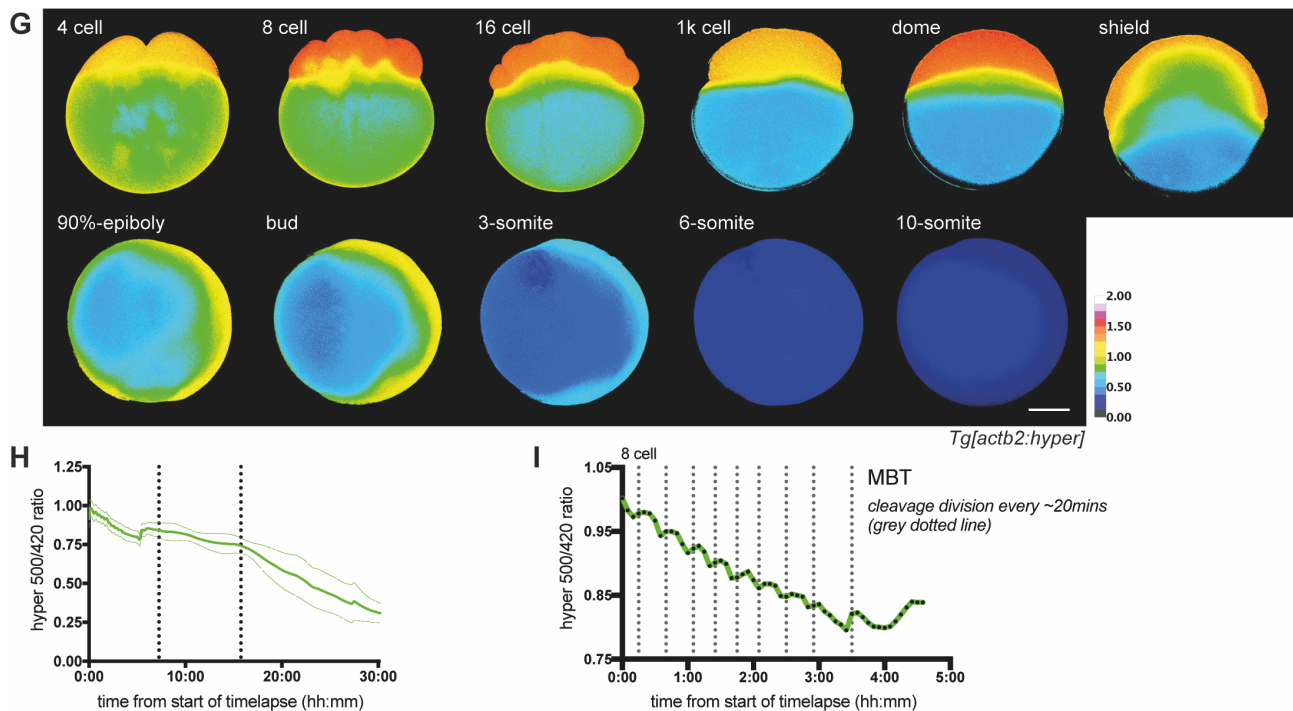 G
4 cell
8 cell
16 cell
1k cell
dome
shield
90%-epiboly
bud
3-somite
6-somite
10-somite
2.00
1.50
1.00
0.50
0.00
Tg[actb2:hyper]
H
hyper 500/420 ratio
1.25
1.00
0.75
0.50
0.25
0.00
0:00
10:00
20:00
30:00
time from start of timelapse (hh:mm)
I
8 cell
MBT
cleavage division every ~20mins
(grey dotted line)
hyper 500/420 ratio
1.05
0.95
0.85
0.75
0:00
1:00
2:00
3:00
4:00
5:00
time from start of timelapse (hh:mm)